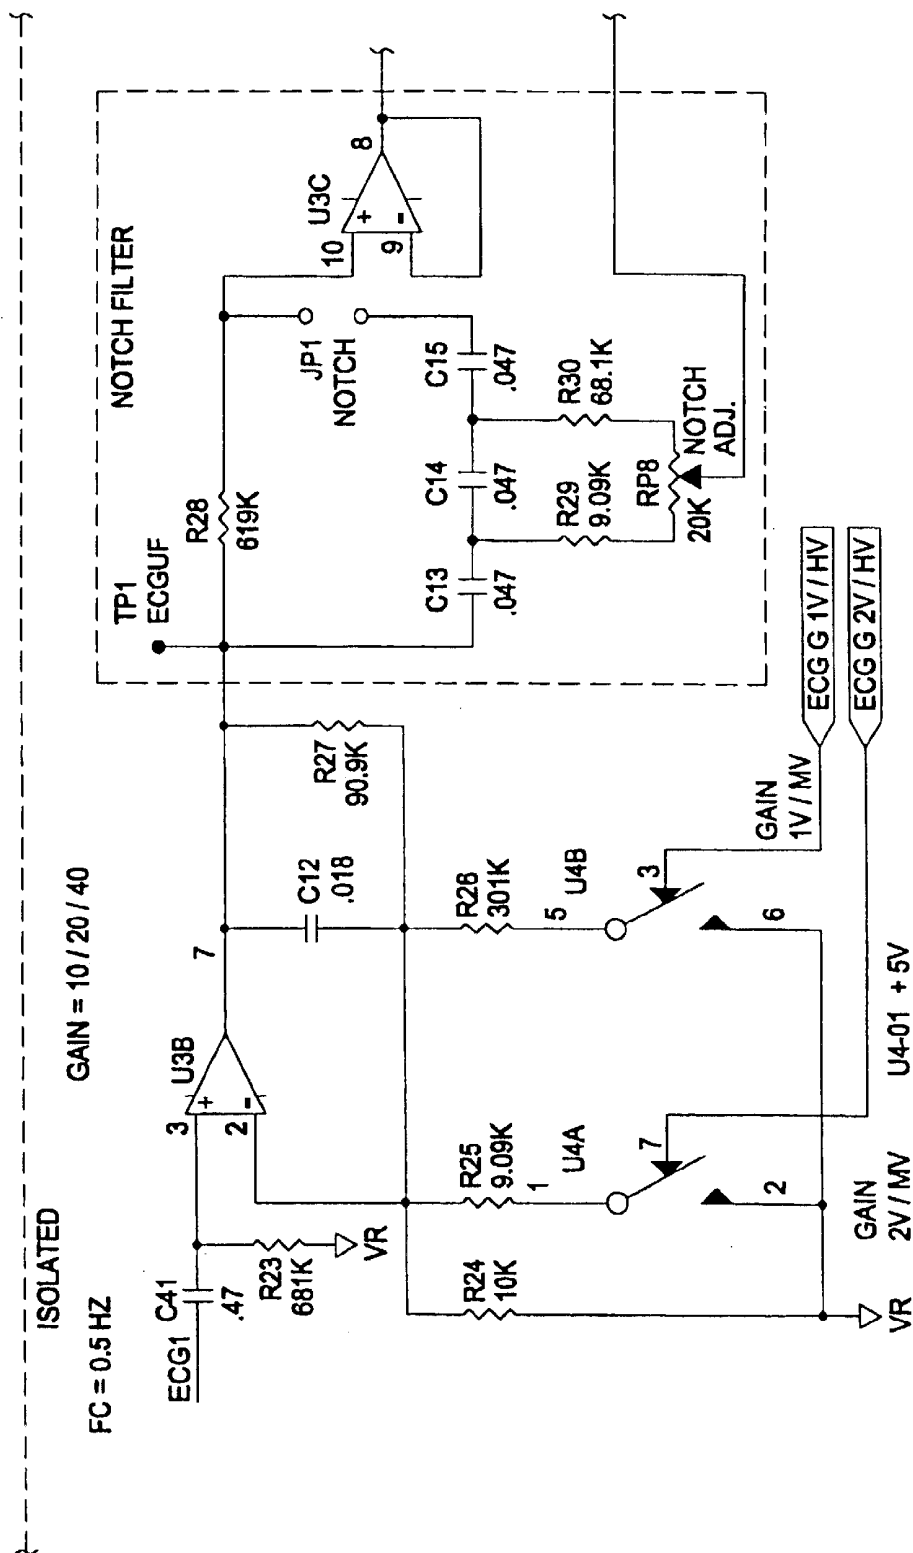 ISOLATED
FC = 0.5 HZ
GAIN = 10 / 20 / 40
NOTCH FILTER
ECG1
C41
.47
R23
681K
VR
3
2
+
-
U3B
7
C12
.018
R27
90.9K
TP1
ECGUF
R28
619K
JP1
NOTCH
10
9
+
-
U3C
8
C13
.047
C14
.047
C15
.047
R29
9.09K
R30
68.1K
RP8
20K
NOTCH
ADJ.
R24
10K
R25
9.09K
1
U4A
7
2
R26
301K
5
U4B
3
6
GAIN
1V / MV
ECG G 1V / HV
ECG G 2V / HV
GAIN
2V / MV
U4-01 + 5V
VR